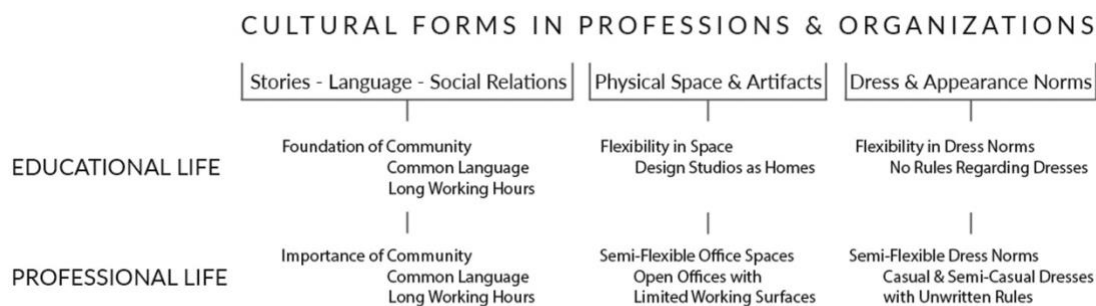 CULTURAL FORMS IN PROFESSIONS & ORGANIZATIONS
Stories - Language - Social Relations
Physical Space & Artifacts
Dress & Appearance Norms
EDUCATIONAL LIFE
Foundation of Community
Common Language
Long Working Hours
Flexibility in Space
Design Studios as Homes
Flexibility in Dress Norms
No Rules Regarding Dresses
PROFESSIONAL LIFE
Importance of Community
Common Language
Long Working Hours
Semi-Flexible Office Spaces
Open Offices with
Limited Working Surfaces
Semi-Flexible Dress Norms
Casual & Semi-Casual Dresses
with Unwritten Rules